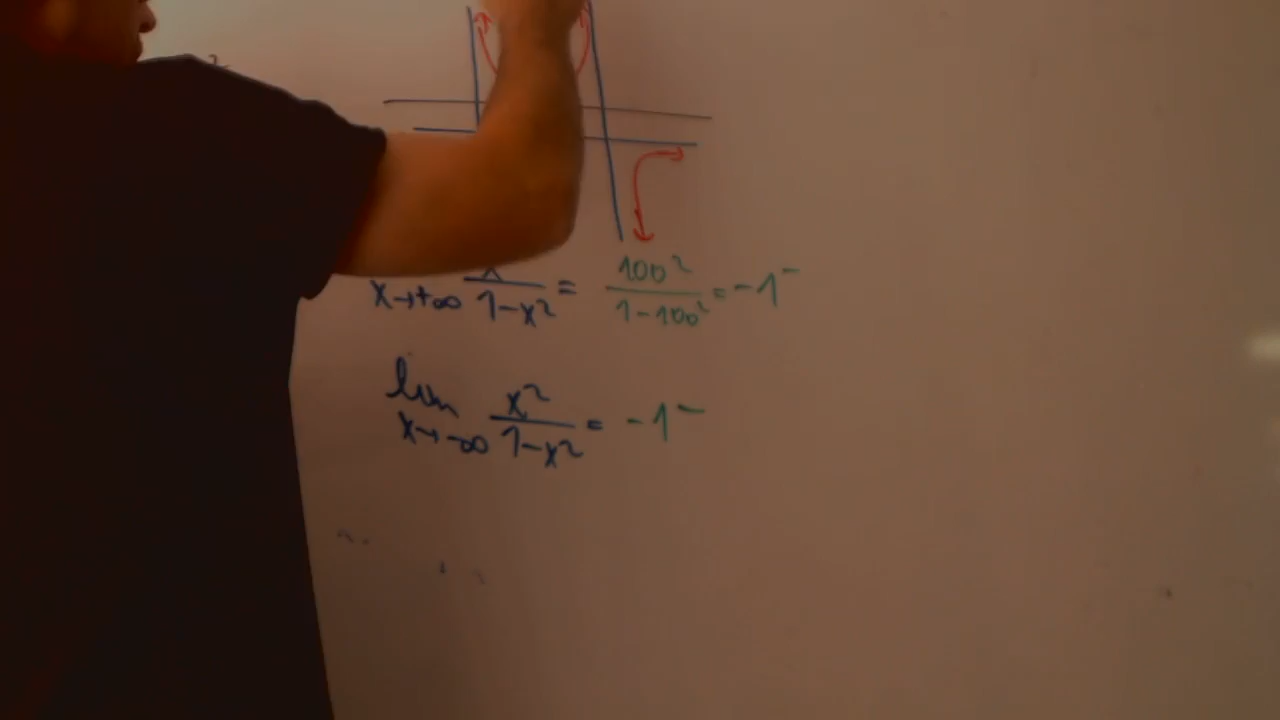 x→+∞ x/(1-x²) = 100²/(1-100²) = -1⁻
lim x→-∞ x²/(1-x²) = -1⁻